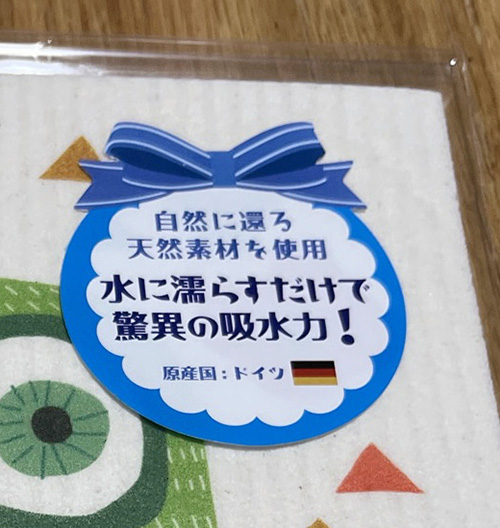 自然に還る
天然素材を使用
水に濡らすだけで
驚異の吸水力!
原産国:ドイツ